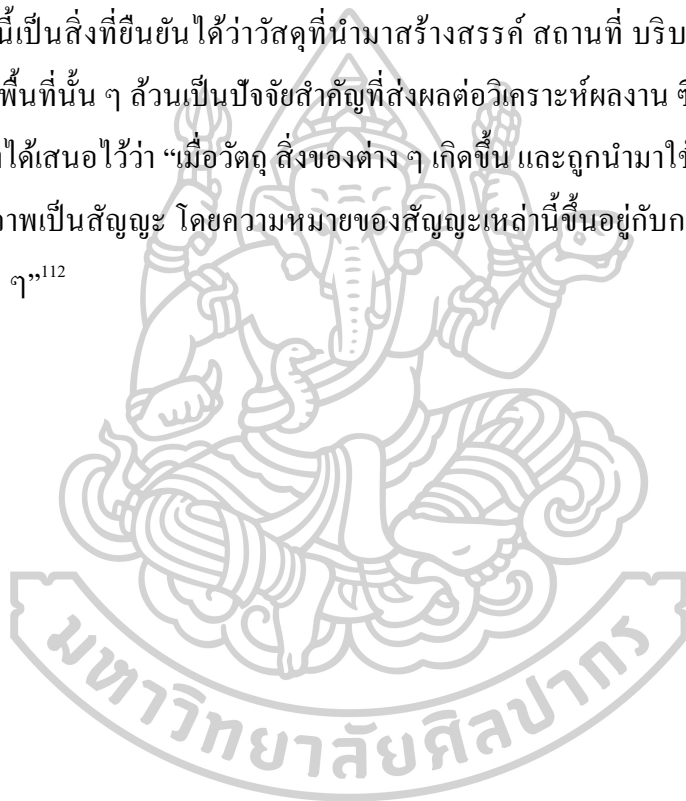 นี้เป็นสิ่งที่ยืนยันได้ว่าวัสดุที่นำมาสร้างสรรค์ สถานที่ บริบ
พื้นที่นั้น ๆ ล้วนเป็นปัจจัยสำคัญที่ส่งผลต่อวิเคราะห์ผลงาน ซึ
ได้เสนอไว้ว่า “เมื่อวัตถุ สิ่งของต่าง ๆ เกิดขึ้น และถูกนำมาใช้
าพเป็นสัญญะ โดยความหมายของสัญญะเหล่านี้ขึ้นอยู่กับก
ๆ”112
มหาวิทยาลัยศิลปากร